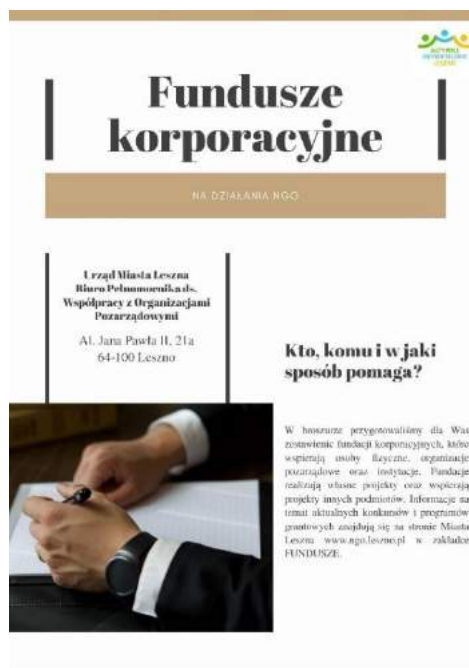 Fundusze
korporacyjne
NA DZIAŁANIA NGO
Urząd Miasta Leszna
Biuro Pełnomocnika ds.
Współpracy z Organizacjami
Pozarządowymi
Al. Jana Pawła II, 21a
64-100 Leszno
Kto, komu i w jaki
sposób pomaga?
W broszurze przygotowaliśmy dla Was
zestawienie fundacji korporacyjnych, które
wspierają osoby fizyczne, organizacje
pozarządowe oraz instytucje. Fundacje
realizują własne projekty oraz wspierają
projekty innych podmiotów. Informacje na
temat aktualnych konkursów i programów
grantowych znajdują się na stronie Miasta
Leszna www.ngo.leszno.pl w zakładce
FUNDUSZE.